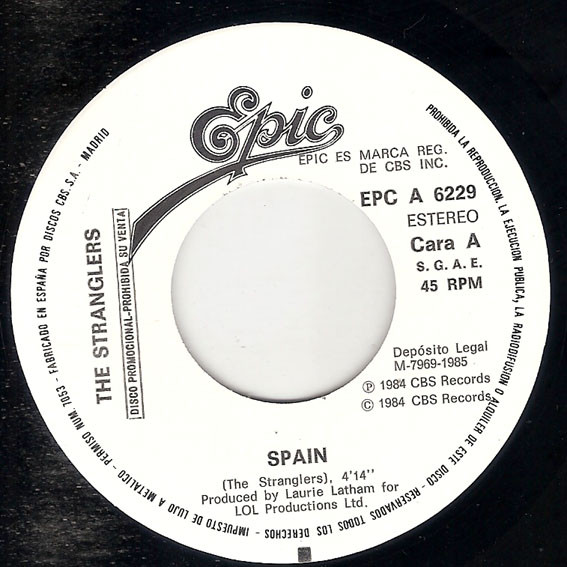 Epic
EPIC ES MARCA REG.
DE CBS INC.
EPC A 6229
ESTEREO
Cara A
S. G. A. E.
45 RPM
Depósito Legal
M-7969-1985
Ⓟ 1984 CBS Records
© 1984 CBS Records
THE STRANGLERS
DISCO PROMOCIONAL-PROHIBIDA SU VENTA
SPAIN
(The Stranglers), 4'14''
Produced by Laurie Latham for
LOL Productions Ltd.
PROHIBIDA LA REPRODUCCION, LA EJECUCION PUBLICA, LA RADIODIFUSION O ALQUILER DE ESTE DISCO - RESERVADOS TODOS LOS DERECHOS - IMPUESTO DE LUJO A METALICO - PERMISO NUM. 7053 - FABRICADO EN ESPAÑA POR DISCOS CBS. S.A. - MADRID